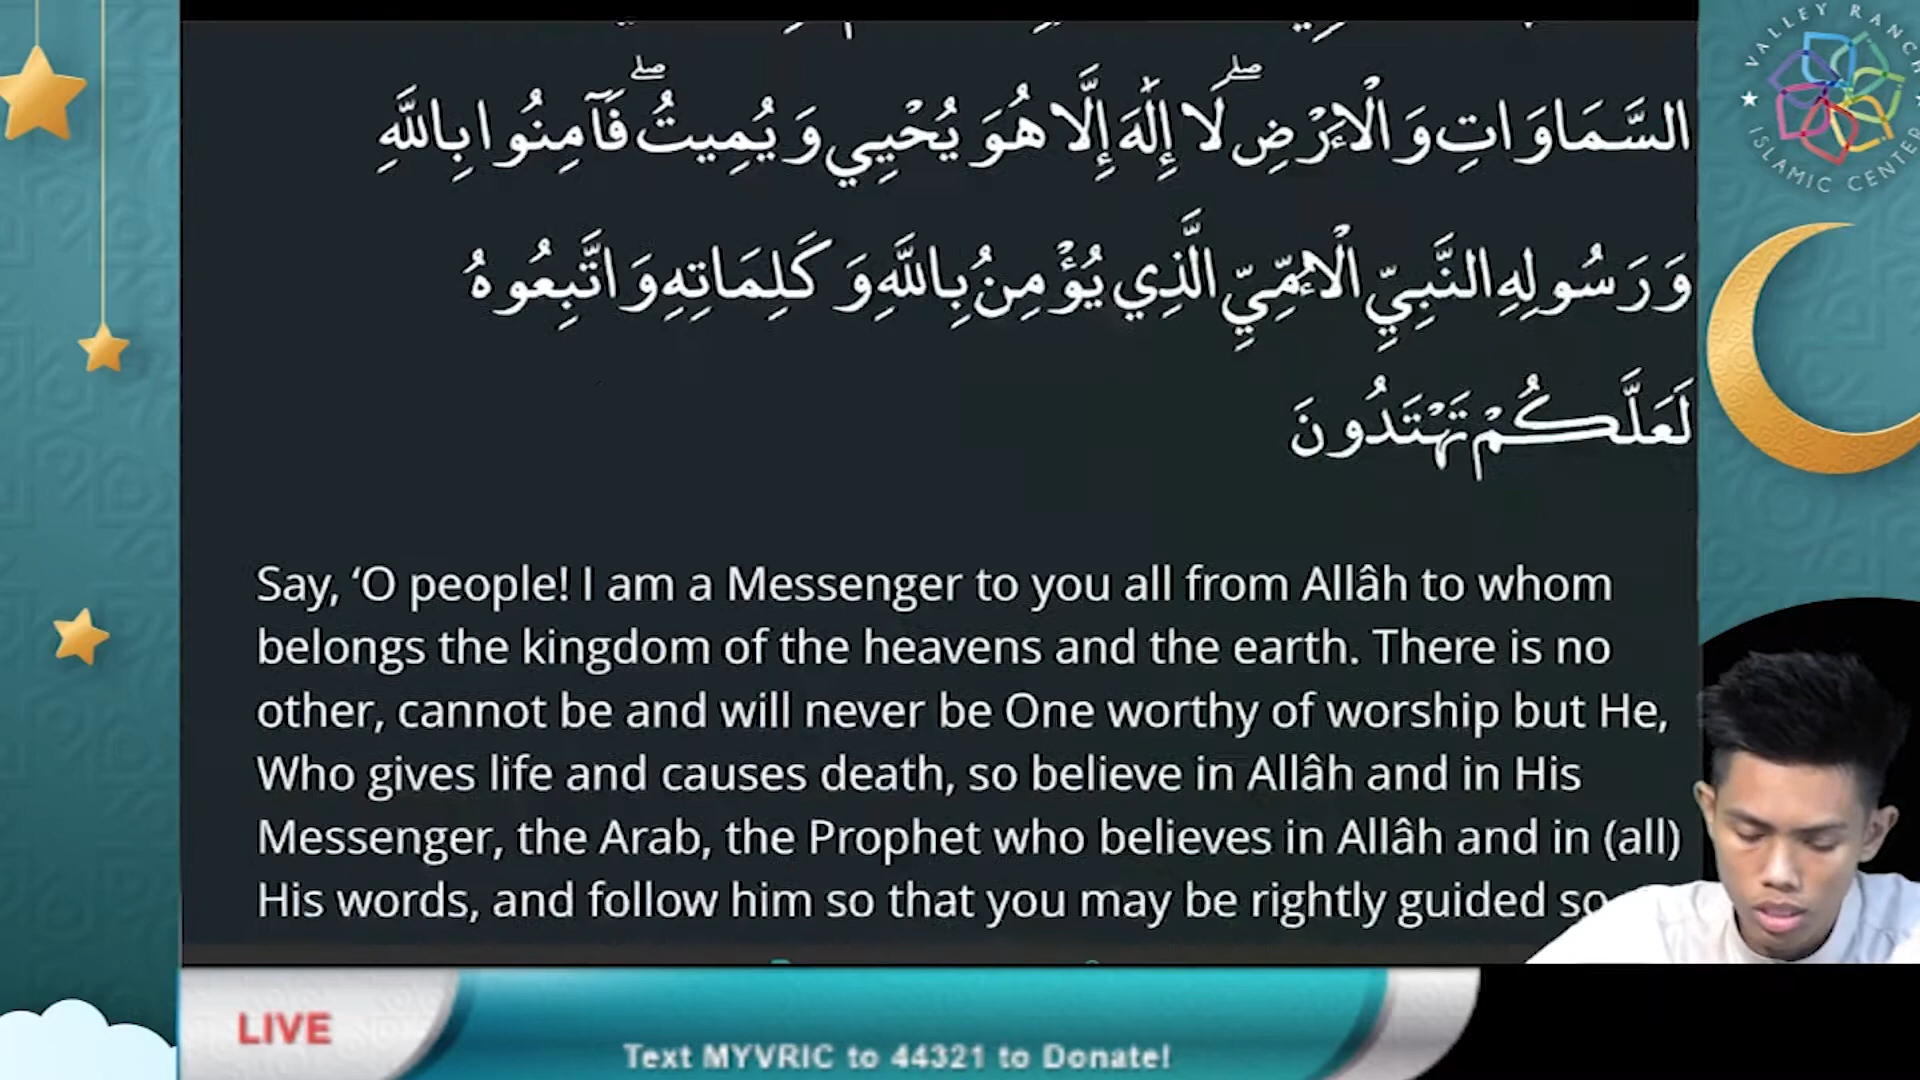 السَّمَاوَاتِ وَالْأَرْضِ ۖ لَا إِلَٰهَ إِلَّا هُوَ يُحْيِي وَيُمِيتُ ۖ فَآمِنُوا بِاللَّهِ
وَرَسُولِهِ النَّبِيِّ الْأُمِّيِّ الَّذِي يُؤْمِنُ بِاللَّهِ وَكَلِمَاتِهِ وَاتَّبِعُوهُ
لَعَلَّكُمْ تَهْتَدُونَ
Say, ‘O people! I am a Messenger to you all from Allâh to whom
belongs the kingdom of the heavens and the earth. There is no
other, cannot be and will never be One worthy of worship but He,
Who gives life and causes death, so believe in Allâh and in His
Messenger, the Arab, the Prophet who believes in Allâh and in (all)
His words, and follow him so that you may be rightly guided so
VALLEY RANCH
ISLAMIC CENTER
LIVE
Text MYVRIC to 44321 to Donate!